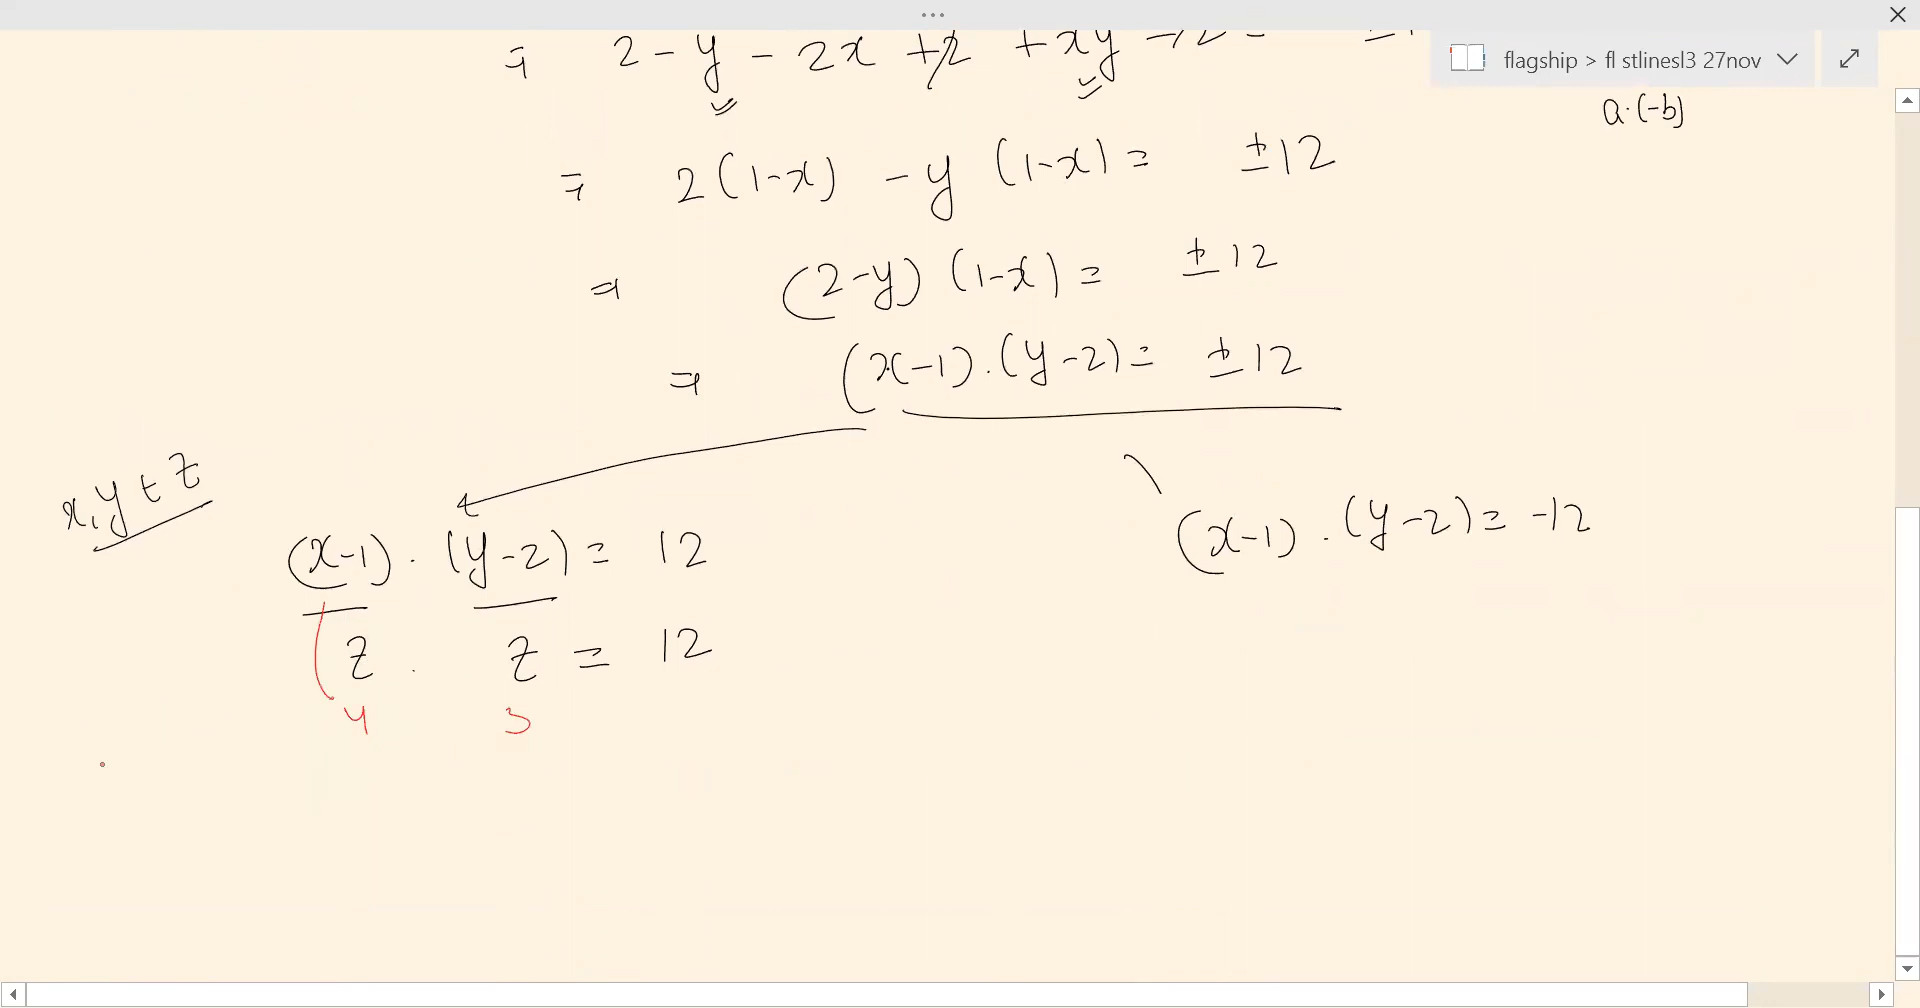 ⇒ 2 - y - 2x + 2 + xy - 2 =
flagship > fl stlinesl3 27nov
a.(-b)
⇒ 2(1-x) - y (1-x) = ±12
⇒ (2-y) (1-x) = ±12
⇒ (x-1).(y-2) = ±12
x,y ∈ Z
(x-1) . (y-2) = 12
(x-1) . (y-2) = -12
Z . Z = 12
4 3